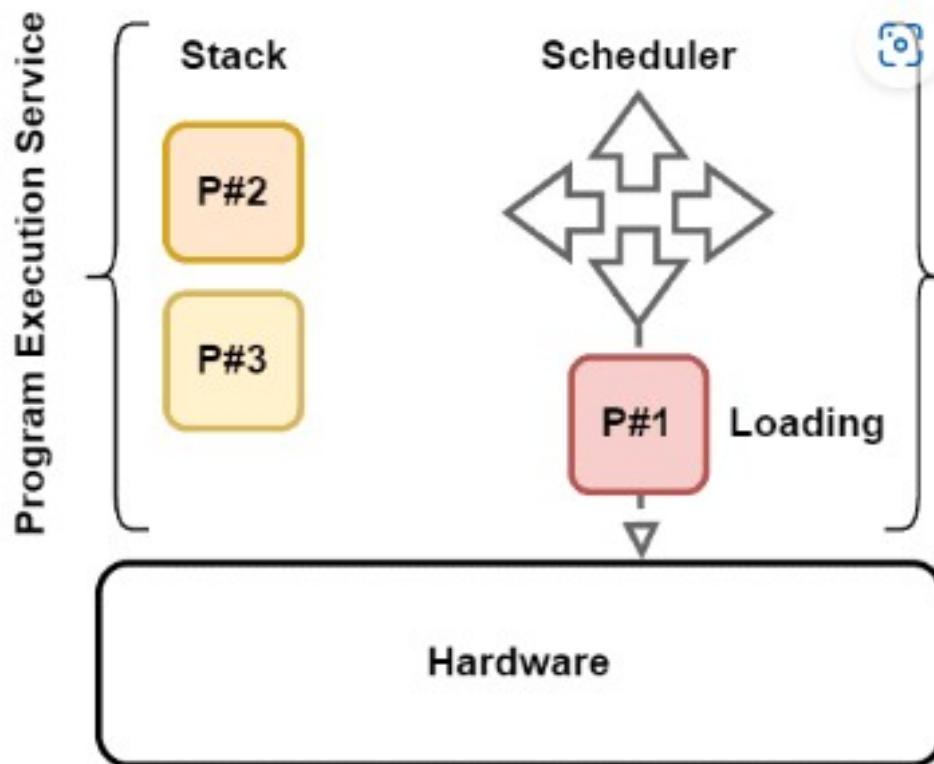 Program Execution Service
Stack
Scheduler
P#2
P#3
P#1
Loading
Hardware